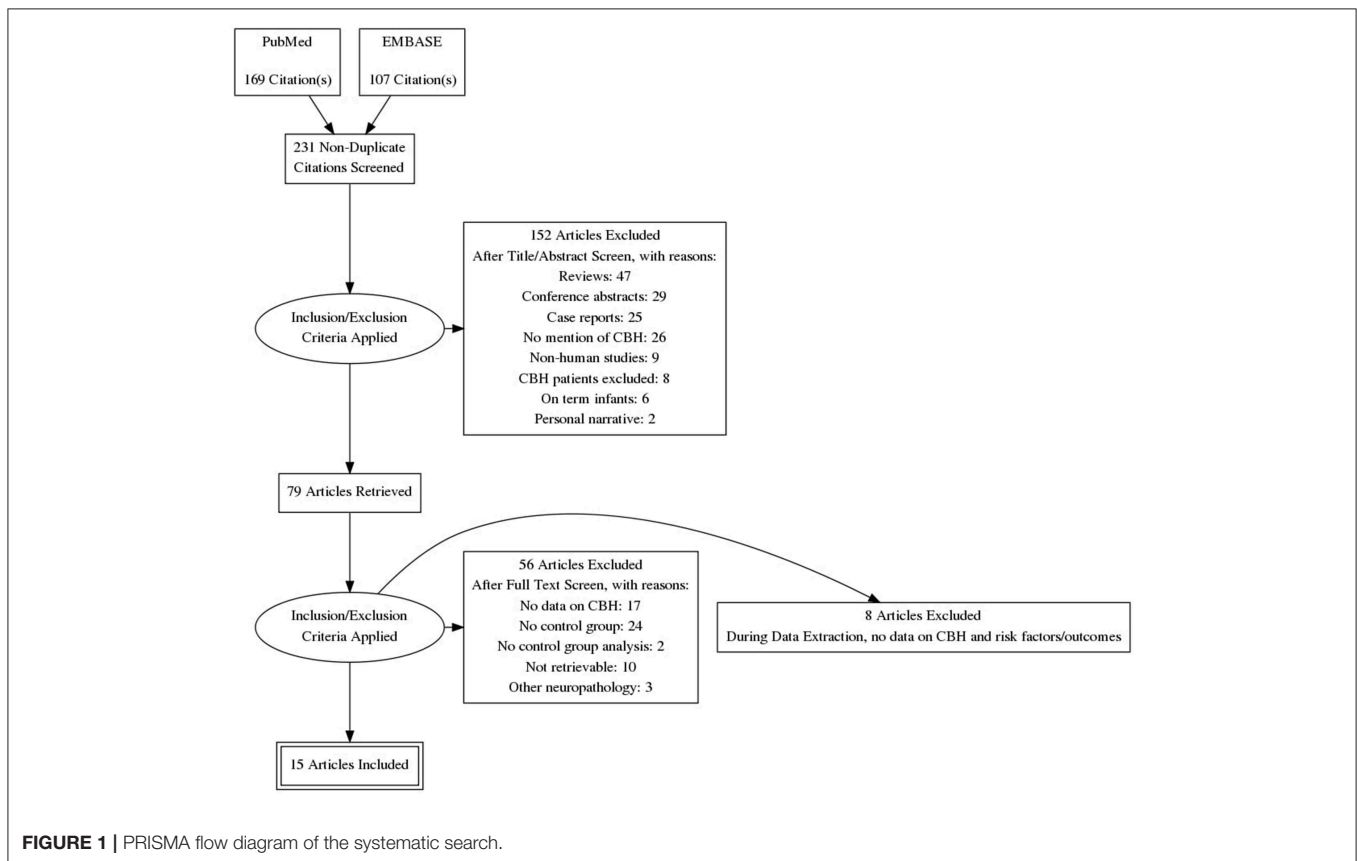 PubMed
169 Citation(s)
EMBASE
107 Citation(s)
231 Non-Duplicate
Citations Screened
152 Articles Excluded
After Title/Abstract Screen, with reasons:
Reviews: 47
Conference abstracts: 29
Case reports: 25
No mention of CBH: 26
Non-human studies: 9
CBH patients excluded: 8
On term infants: 6
Personal narrative: 2
Inclusion/Exclusion
Criteria Applied
79 Articles Retrieved
56 Articles Excluded
After Full Text Screen, with reasons:
No data on CBH: 17
No control group: 24
No control group analysis: 2
Not retrievable: 10
Other neuropathology: 3
Inclusion/Exclusion
Criteria Applied
8 Articles Excluded
During Data Extraction, no data on CBH and risk factors/outcomes
15 Articles Included
FIGURE 1 | PRISMA flow diagram of the systematic search.